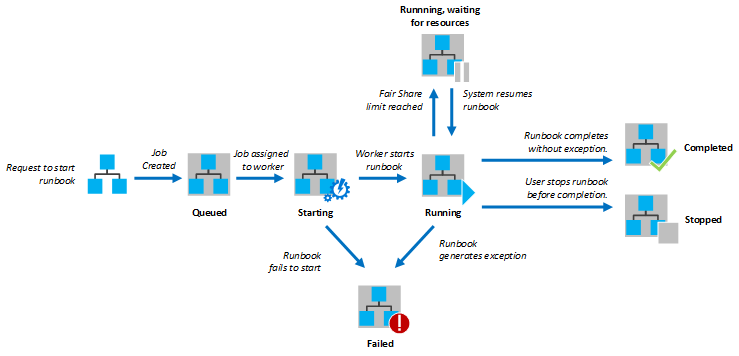 Runnning, waiting
for resources
Fair Share
limit reached
System resumes
runbook
Request to start
runbook
Job
Created
Queued
Job assigned
to worker
Starting
Worker starts
runbook
Running
Runbook completes
without exception.
Completed
User stops runbook
before completion.
Stopped
Runbook
fails to start
Runbook
generates exception
Failed